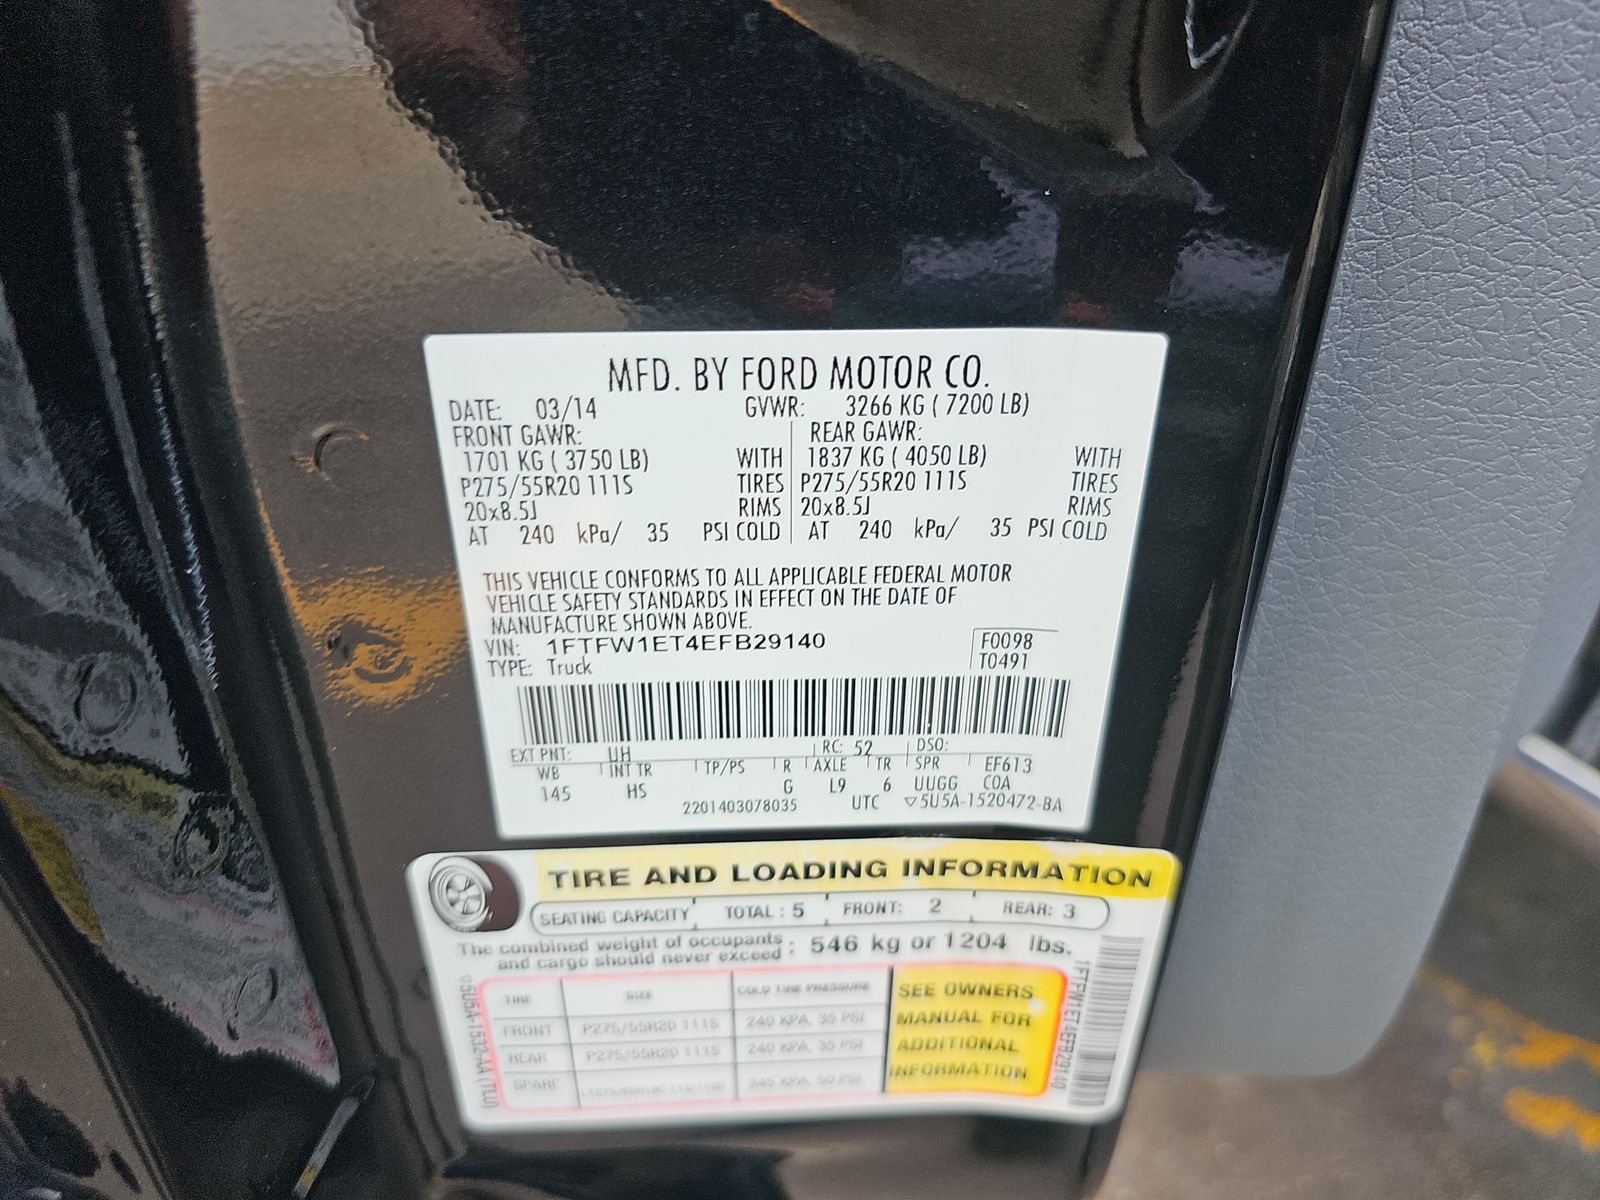 MFD. BY FORD MOTOR CO.
DATE: 03/14 GVWR: 3266 KG ( 7200 LB)
FRONT GAWR: REAR GAWR:
1701 KG ( 3750 LB) WITH 1837 KG ( 4050 LB) WITH
P275/55R20 111S TIRES P275/55R20 111S TIRES
20x8.5J RIMS 20x8.5J RIMS
AT 240 kPa/ 35 PSI COLD AT 240 kPa/ 35 PSI COLD
THIS VEHICLE CONFORMS TO ALL APPLICABLE FEDERAL MOTOR
VEHICLE SAFETY STANDARDS IN EFFECT ON THE DATE OF
MANUFACTURE SHOWN ABOVE.
VIN: 1FTFW1ET4EFB29140 F0098
TYPE: Truck T0491
EXT PNT: UH RC: 52 DSO:
WB INT TR TP/PS R AXLE TR SPR EF613
145 HS G L9 6 UUGG COA
2201403078035 UTC ▽5U5A-1520472-BA
TIRE AND LOADING INFORMATION
SEATING CAPACITY TOTAL : 5 FRONT: 2 REAR: 3
The combined weight of occupants
and cargo should never exceed : 546 kg or 1204 lbs.
TIRE SIZE COLD TIRE PRESSURE SEE OWNERS
FRONT P275/55R20 111S 240 KPA, 35 PSI MANUAL FOR
REAR P275/55R20 111S 240 KPA, 35 PSI ADDITIONAL
SPARE 345 KPA, 50 PSI INFORMATION
▽5U5A-1532-AA (TLU)
1FTFW1ET4EFB29140